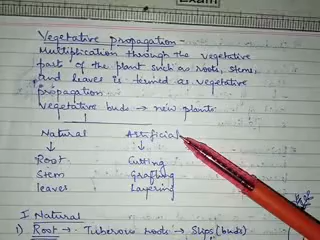 Exam
Vegetative propagation -
Multiplication through the vegetative
part of the plant such as roots, stems,
and leaves is termed as vegetative
propagation
Vegetative buds → new plants
Natural Artificial
↓ ↓
Root Cutting
Stem Grafting
leaves Layering
I Natural
1) Root → Tuberous roots → Slips (buds)